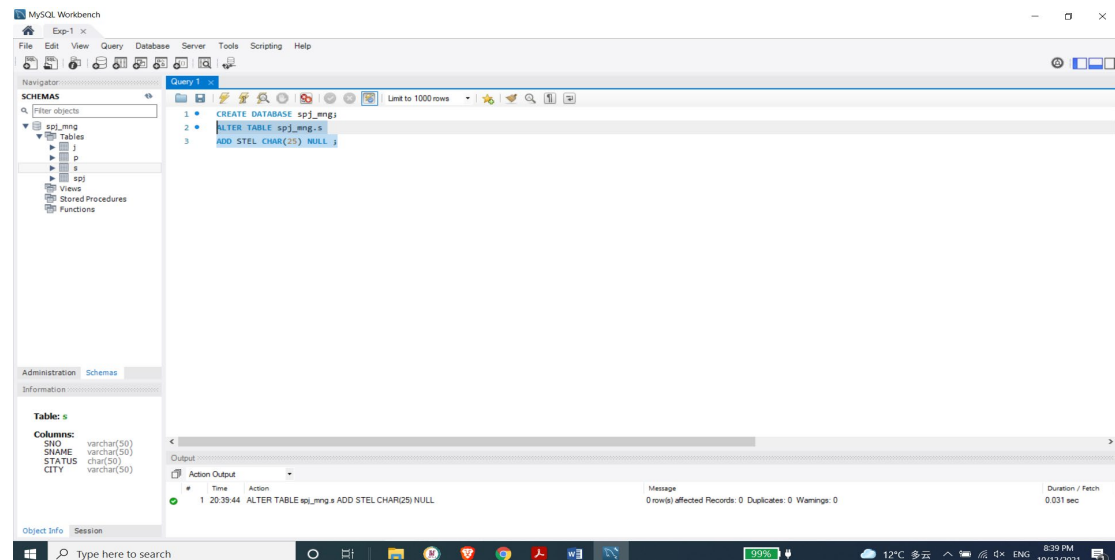 MySQL Workbench
Exp-1 ×
File Edit View Query Database Server Tools Scripting Help
Navigator
Query 1 ×
SCHEMAS
Filter objects
Limit to 1000 rows
spj_mng
Tables
j
p
s
spj
Views
Stored Procedures
Functions
1 CREATE DATABASE spj_mng;
2 ALTER TABLE spj_mng.s
3 ADD STEL CHAR(25) NULL ;
Administration Schemas
Information
Table: s
Columns:
SNO varchar(50)
SNAME varchar(50)
STATUS char(50)
CITY varchar(50)
Output
Action Output
# Time Action Message Duration / Fetch
1 20:39:44 ALTER TABLE spj_mng.s ADD STEL CHAR(25) NULL 0 row(s) affected Records: 0 Duplicates: 0 Warnings: 0 0.031 sec
Object Info Session
Type here to search
99%
12°C 多云
ENG
8:39 PM